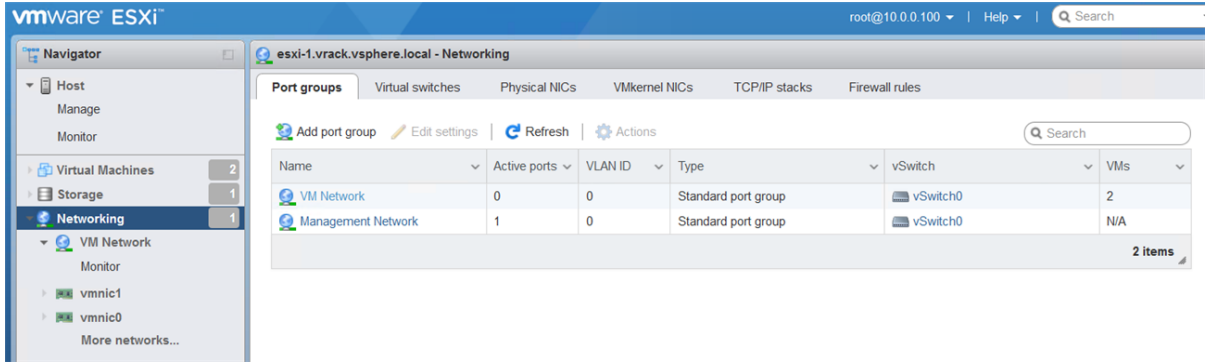 vmware ESXi™
root@10.0.0.100 | Help | Search
Navigator
esxi-1.vrack.vsphere.local - Networking
Host
Manage
Monitor
Virtual Machines 2
Storage 1
Networking 1
VM Network
Monitor
vmnic1
vmnic0
More networks...
Port groups Virtual switches Physical NICs VMkernel NICs TCP/IP stacks Firewall rules
Add port group Edit settings | Refresh | Actions Search
Name Active ports VLAN ID Type vSwitch VMs
VM Network 0 0 Standard port group vSwitch0 2
Management Network 1 0 Standard port group vSwitch0 N/A
2 items